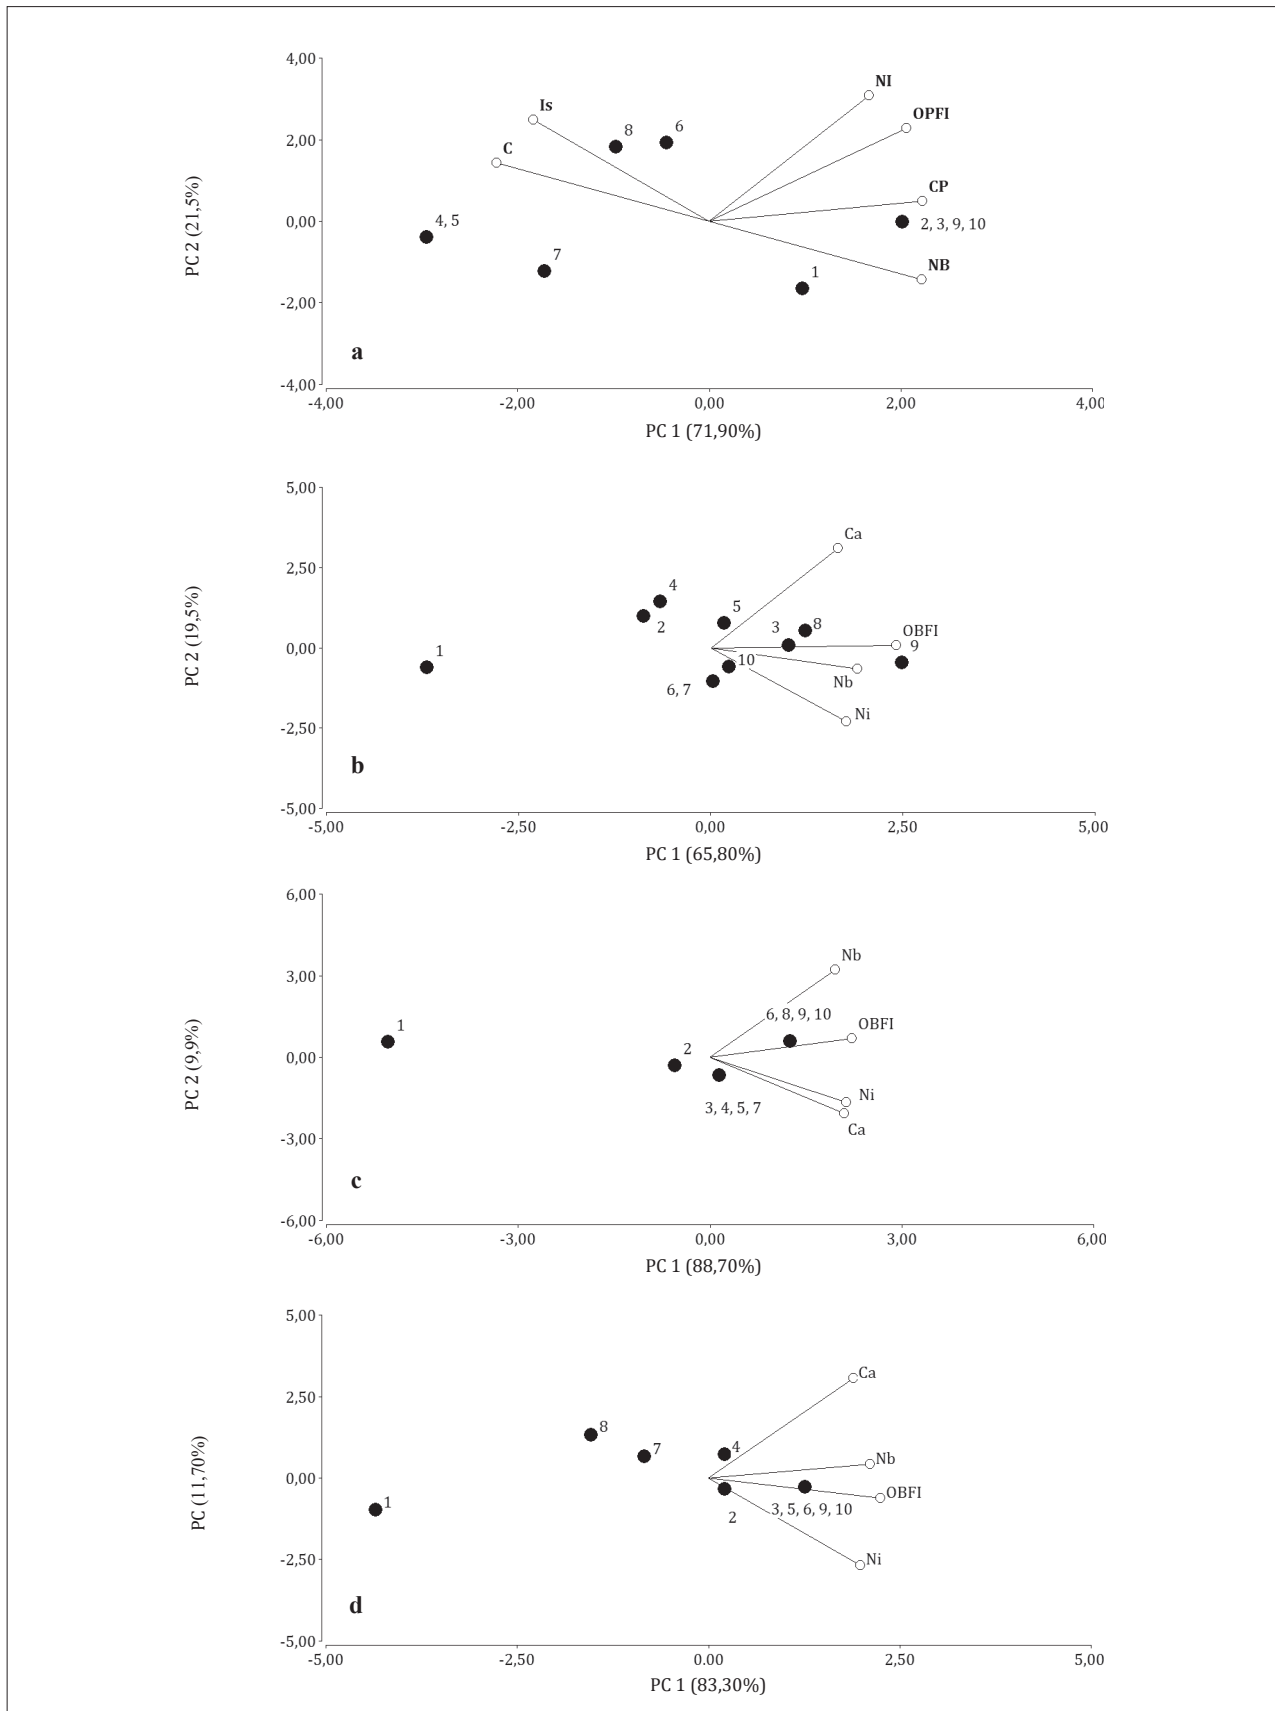 4,00
NI
Is
OPFI
8
6
2,00
C
CP
PC 2 (21,5%)
4, 5
0,00
2, 3, 9, 10
7
NB
1
-2,00
a
-4,00
-4,00
-2,00
0,00
2,00
4,00
PC 1 (71,90%)
5,00
Ca
2,50
4
5
PC 2 (19,5%)
2
3
8
OBFI
0,00
1
10
9
6, 7
Nb
Ni
-2,50
b
-5,00
-5,00
-2,50
0,00
2,50
5,00
PC 1 (65,80%)
6,00
Nb
3,00
6, 8, 9, 10
1
OBFI
PC 2 (9,9%)
2
0,00
Ni
3, 4, 5, 7
Ca
-3,00
c
-6,00
-6,00
-3,00
0,00
3,00
6,00
PC 1 (88,70%)
5,00
Ca
2,50
8
7
4
Nb
PC (11,70%)
0,00
OBFI
1
2
3, 5, 6, 9, 10
Ni
-2,50
d
-5,00
-5,00
-2,50
0.00
2,50
5,00
PC 1 (83,30%)